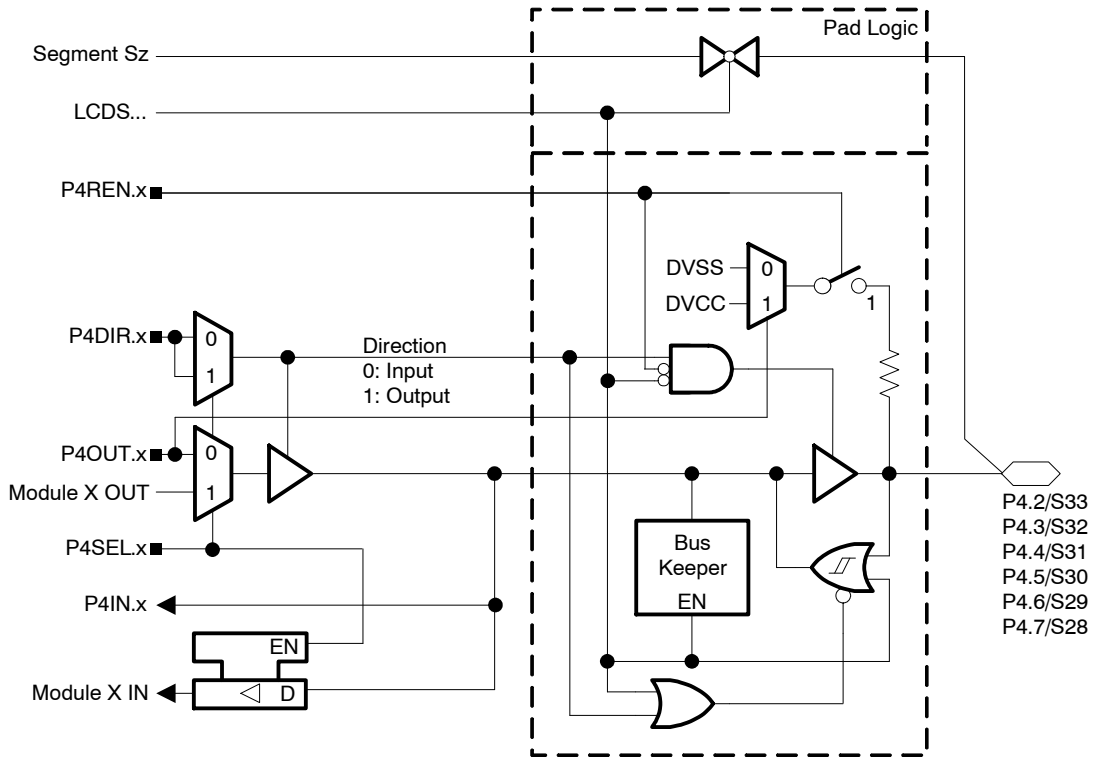 Pad Logic
Segment Sz
LCDS...
P4REN.x
DVSS
0
DVCC
1
1
P4DIR.x
0
1
Direction
0: Input
1: Output
P4OUT.x
0
Module X OUT
1
P4SEL.x
Bus
Keeper
EN
P4.2/S33
P4.3/S32
P4.4/S31
P4.5/S30
P4.6/S29
P4.7/S28
P4IN.x
EN
Module X IN
D